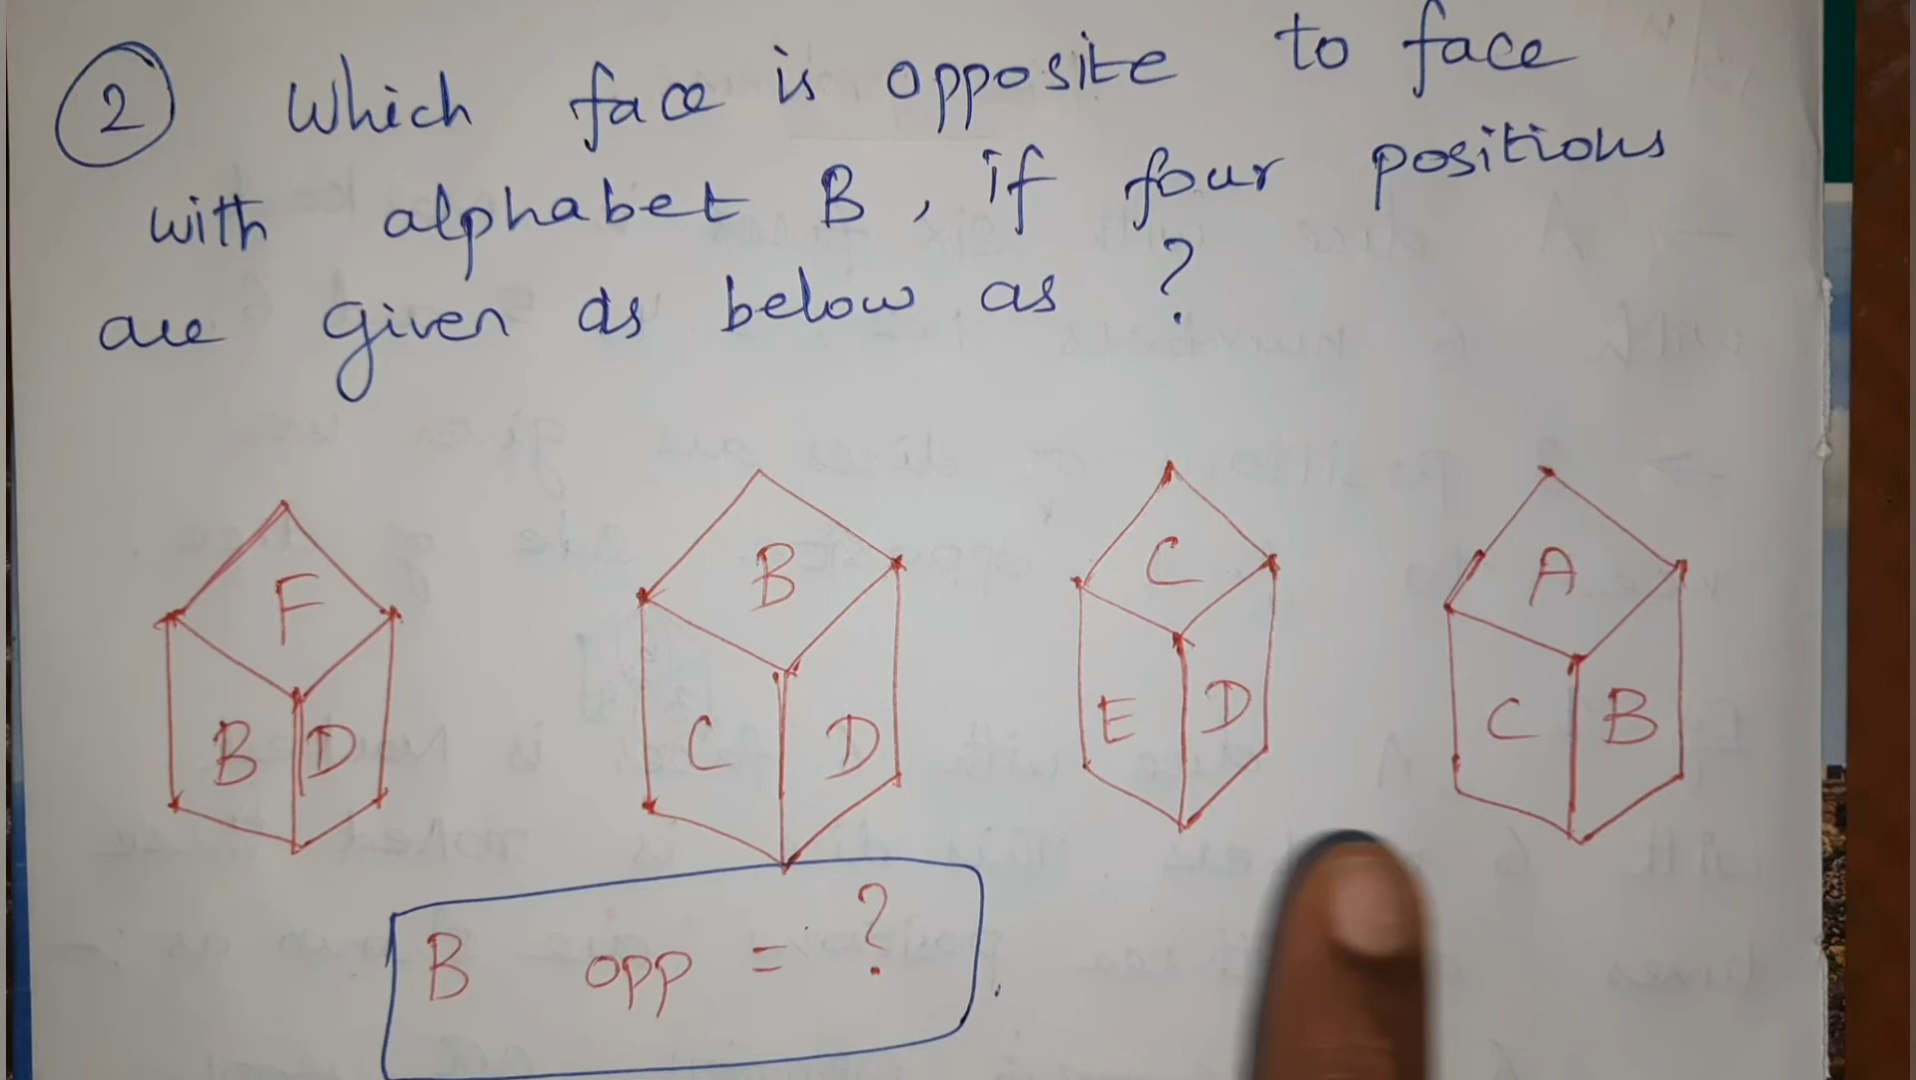 2 Which face is opposite to face
with alphabet B, if four positions
are given as below as ?
F
B D
B
C D
C
E D
A
C B
B opp = ?